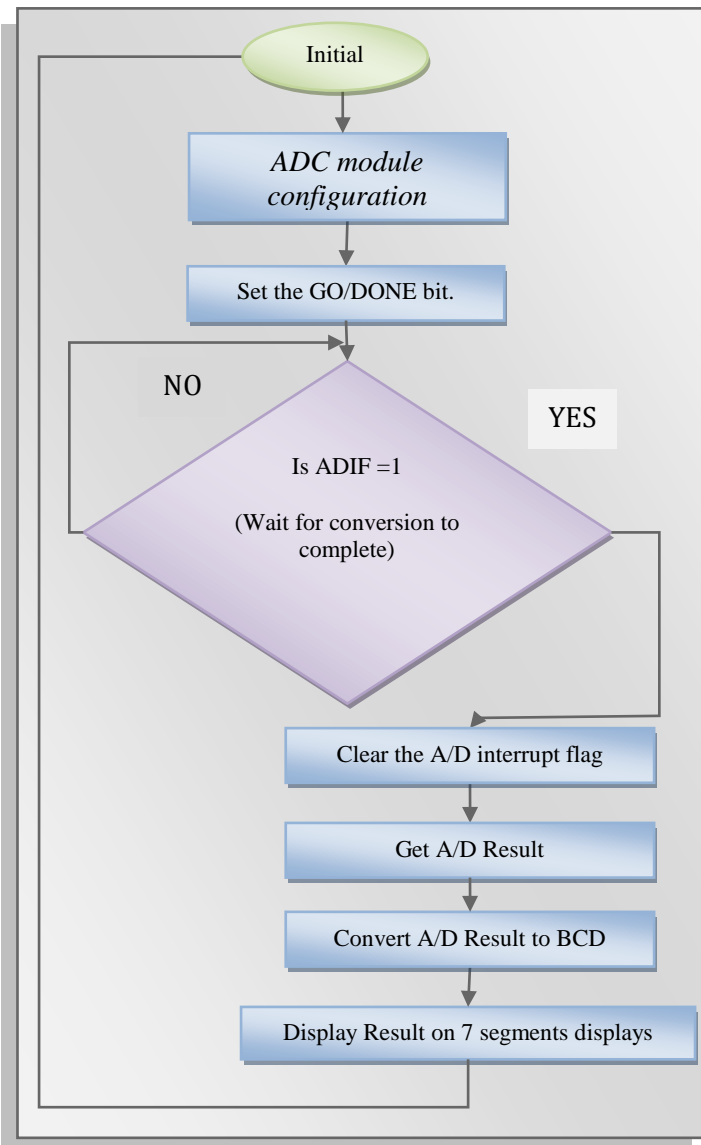 Initial
ADC module
configuration
Set the GO/DONE bit.
NO
YES
Is ADIF =1
(Wait for conversion to
complete)
Clear the A/D interrupt flag
Get A/D Result
Convert A/D Result to BCD
Display Result on 7 segments displays